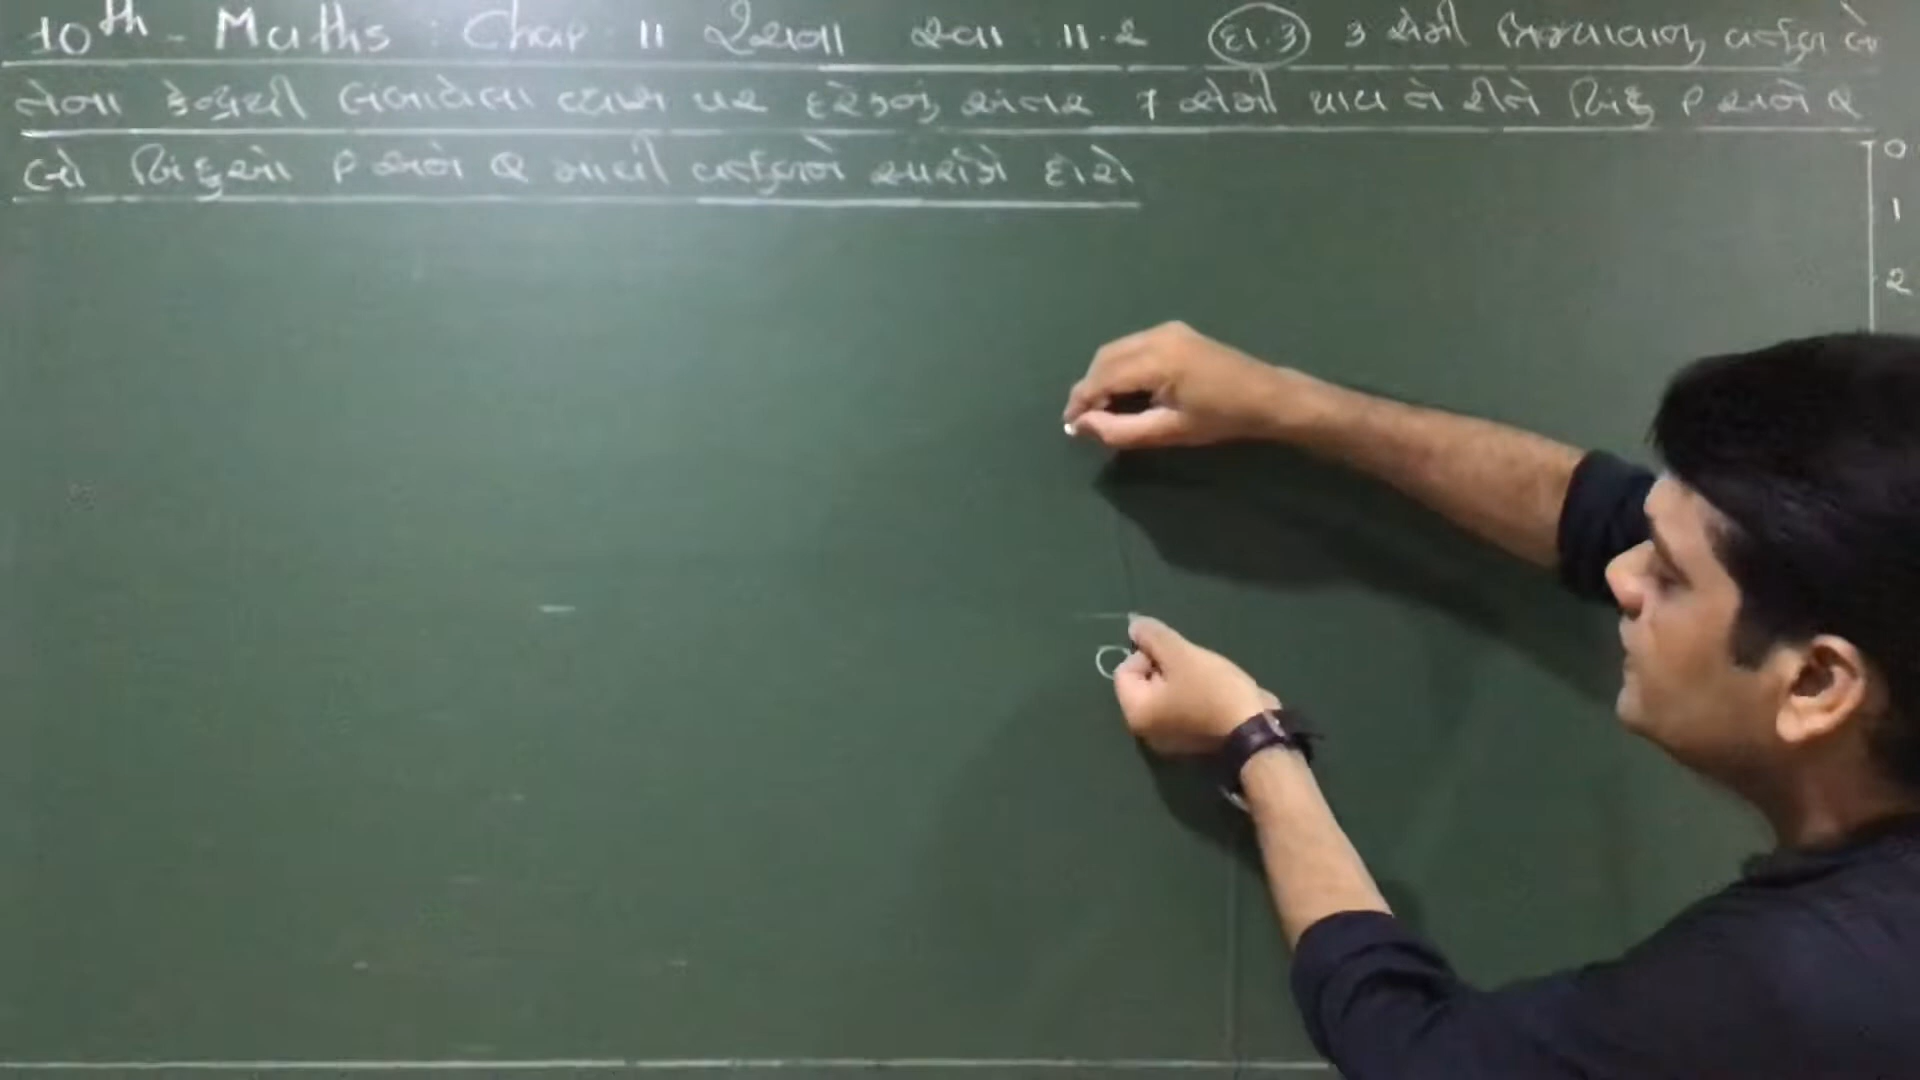 10th - Maths : Chap : 11 રચના સ્વા 11.2 દા.3 3 સેમી ત્રિજ્યાવાળું વર્તુળ લો
તેના કેન્દ્રથી લંબાવેલા વ્યાસ પર દરેકનું અંતર 7 સેમી થાય તે રીતે બિંદુ P અને Q
લો બિંદુઓ P અને Q માંથી વર્તુળને સ્પર્શકો દોરો
0
1
2
O